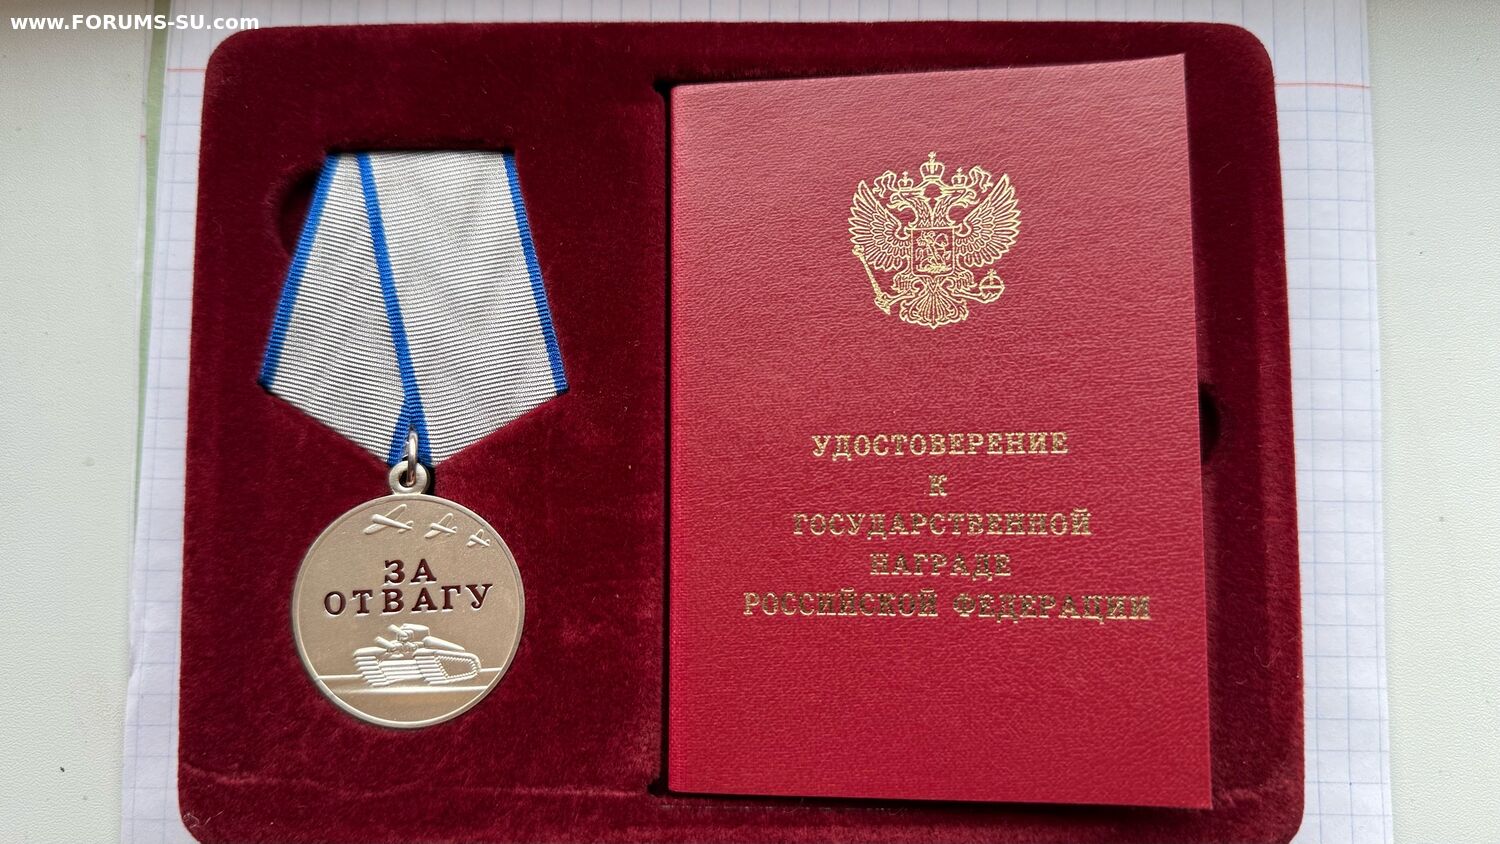 www.FORUMS-SU.com
ЗА
ОТВАГУ
УДОСТОВЕРЕНИЕ
К
ГОСУДАРСТВЕННОЙ
НАГРАДЕ
РОССИЙСКОЙ ФЕДЕРАЦИИ